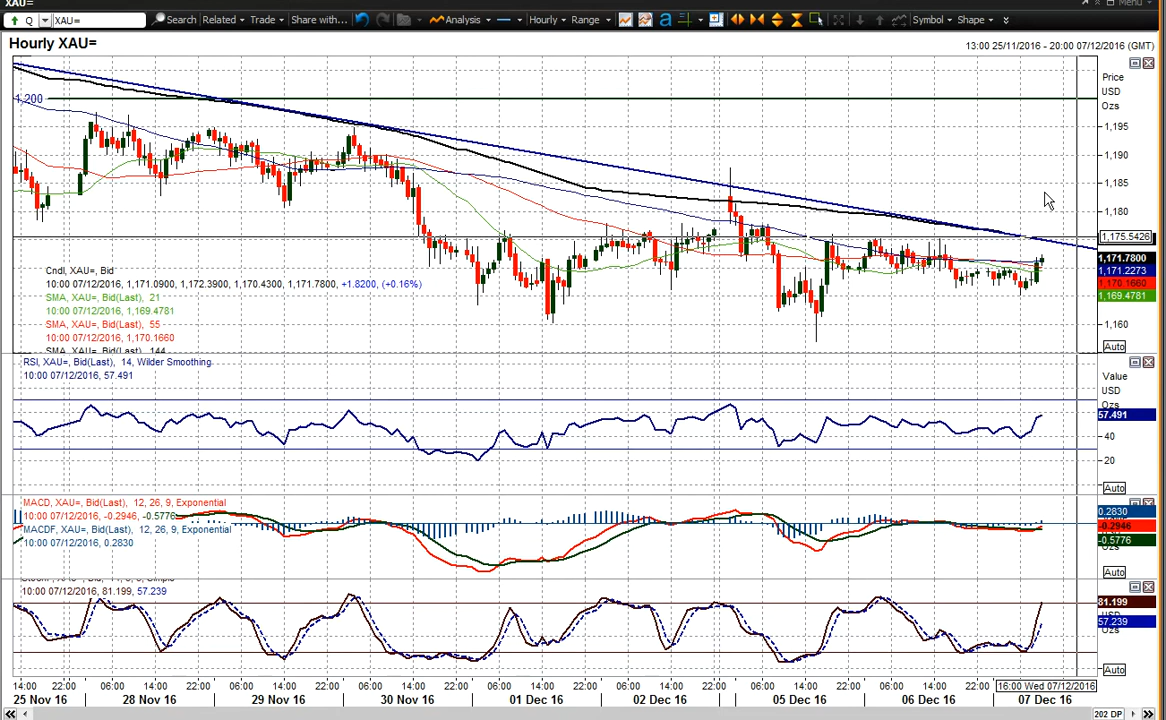 XAU=
Menu
Q XAU= Search Related Trade Share with... Analysis Hourly Range Symbol Shape
Hourly XAU=
13:00 25/11/2016 - 20:00 07/12/2016 (GMT)
Price
USD
Ozs
1,200
1,195
1,190
1,185
1,180
1,175.5426
1,171.7800
1,171.2273
1,170.1660
1,169.4781
1,160
Auto
Cndl, XAU=, Bid
10:00 07/12/2016, 1,171.0900, 1,172.3900, 1,170.4300, 1,171.7800, +1.8200, (+0.16%)
SMA, XAU=, Bid(Last), 21
10:00 07/12/2016, 1,169.4781
SMA, XAU=, Bid(Last), 55
10:00 07/12/2016, 1,170.1660
SMA, XAU=, Bid(Last), 144
RSI, XAU=, Bid(Last), 14, Wilder Smoothing
10:00 07/12/2016, 57.491
Value
USD
Ozs
57.491
40
20
Auto
MACD, XAU=, Bid(Last), 12, 26, 9, Exponential
10:00 07/12/2016, -0.2946, -0.5776
MACDF, XAU=, Bid(Last), 12, 26, 9, Exponential
10:00 07/12/2016, 0.2830
0.2830
-0.2946
-0.5776
Ozs
Auto
10:00 07/12/2016, 81.199, 57.239
81.199
57.239
Ozs
Auto
14:00 22:00 06:00 14:00 22:00 06:00 14:00 22:00 06:00 14:00 22:00 06:00 14:00 22:00 06:00 14:00 22:00 06:00 14:00 22:00 06:00 14:00 22:00 16:00 Wed 07/12/2016
25 Nov 16 28 Nov 16 29 Nov 16 30 Nov 16 01 Dec 16 02 Dec 16 05 Dec 16 06 Dec 16 07 Dec 16
202 DP